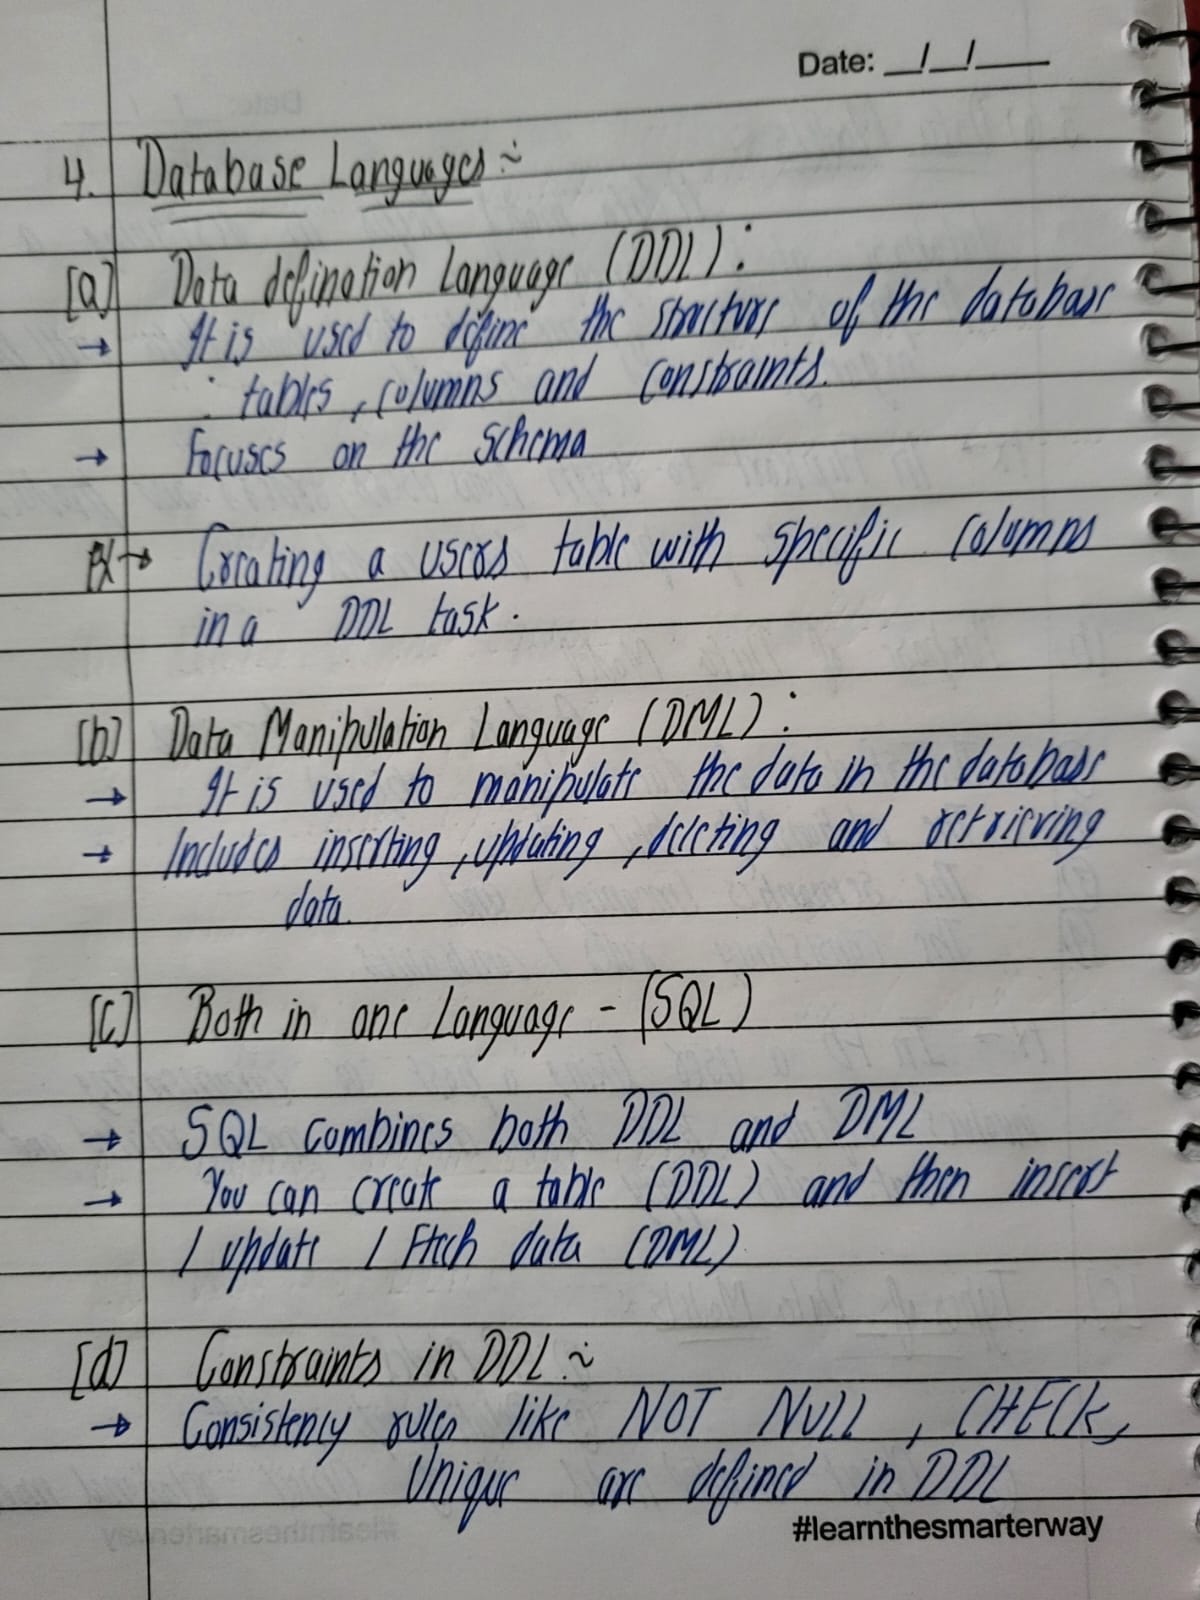 Date: __/__/____
4. Database Languages :~
[a] Data defination Language (DDL) :
→ It is used to define the structure of the database
: tables, columns and constraints.
→ Focuses on the schema
Ex → Creating a users table with specific columns
in a DDL task.
[b] Data Manipulation Language (DML) :
→ It is used to manipulate the data in the database
→ Includes inserting, updating, deleting and retrieving
data.
[c] Both in one Language - (SQL)
→ SQL combines both DDL and DML
→ You can create a table (DDL) and then insert
/ update / Fetch data (DML)
[d] Constraints in DDL :~
→ Consistency rules like NOT NULL, CHECK,
Unique are defined in DDL
#learnthesmarterway